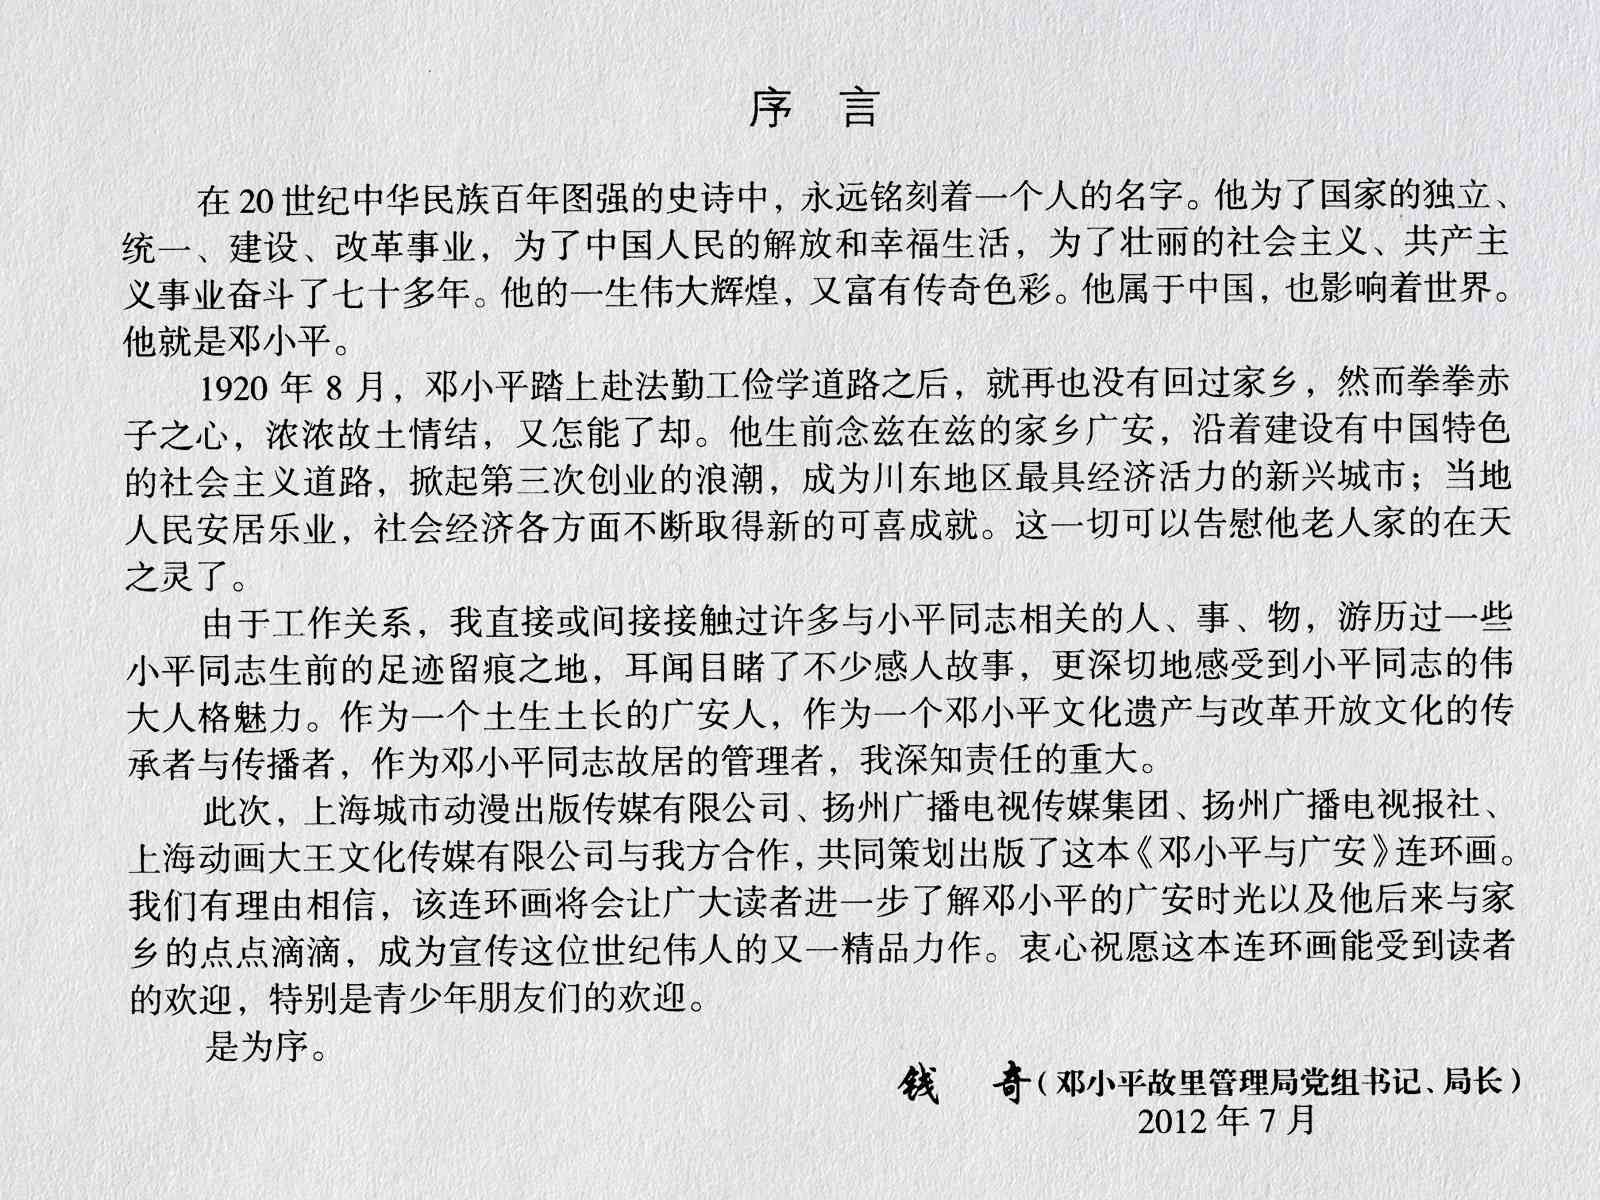 序 言
在20世纪中华民族百年图强的史诗中，永远铭刻着一个人的名字。他为了国家的独立、
统一、建设、改革事业，为了中国人民的解放和幸福生活，为了壮丽的社会主义、共产主
义事业奋斗了七十多年。他的一生伟大辉煌，又富有传奇色彩。他属于中国，也影响着世界。
他就是邓小平。
1920 年 8 月，邓小平踏上赴法勤工俭学道路之后，就再也没有回过家乡，然而拳拳赤
子之心，浓浓故土情结，又怎能了却。他生前念兹在兹的家乡广安，沿着建设有中国特色
的社会主义道路，掀起第三次创业的浪潮，成为川东地区最具经济活力的新兴城市；当地
人民安居乐业，社会经济各方面不断取得新的可喜成就。这一切可以告慰他老人家的在天
之灵了。
由于工作关系，我直接或间接接触过许多与小平同志相关的人、事、物，游历过一些
小平同志生前的足迹留痕之地，耳闻目睹了不少感人故事，更深切地感受到小平同志的伟
大人格魅力。作为一个土生土长的广安人，作为一个邓小平文化遗产与改革开放文化的传
承者与传播者，作为邓小平同志故居的管理者，我深知责任的重大。
此次，上海城市动漫出版传媒有限公司、扬州广播电视传媒集团、扬州广播电视报社、
上海动画大王文化传媒有限公司与我方合作，共同策划出版了这本《邓小平与广安》连环画。
我们有理由相信，该连环画将会让广大读者进一步了解邓小平的广安时光以及他后来与家
乡的点点滴滴，成为宣传这位世纪伟人的又一精品力作。衷心祝愿这本连环画能受到读者
的欢迎，特别是青少年朋友们的欢迎。
是为序。
钱 奇（邓小平故里管理局党组书记、局长）
2012 年 7 月